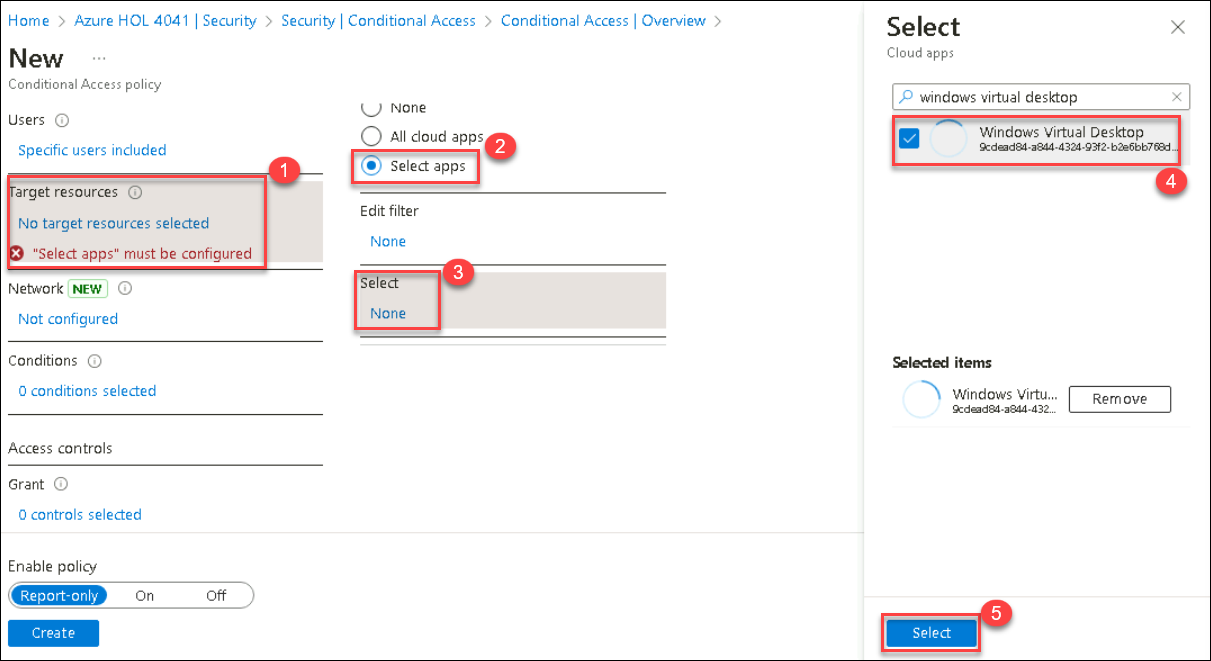 Home > Azure HOL 4041 | Security > Security | Conditional Access > Conditional Access | Overview >
New ...
Conditional Access policy
Users
Specific users included
1
Target resources
No target resources selected
"Select apps" must be configured
Network NEW
Not configured
Conditions
0 conditions selected
Access controls
Grant
0 controls selected
Enable policy
Report-only On Off
Create
None
All cloud apps
2
Select apps
Edit filter
None
3
Select
None
Select
Cloud apps
windows virtual desktop
Windows Virtual Desktop
9cdead84-a844-4324-93f2-b2e6bb768d...
4
Selected items
Windows Virtu...
9cdead84-a844-432...
Remove
5
Select